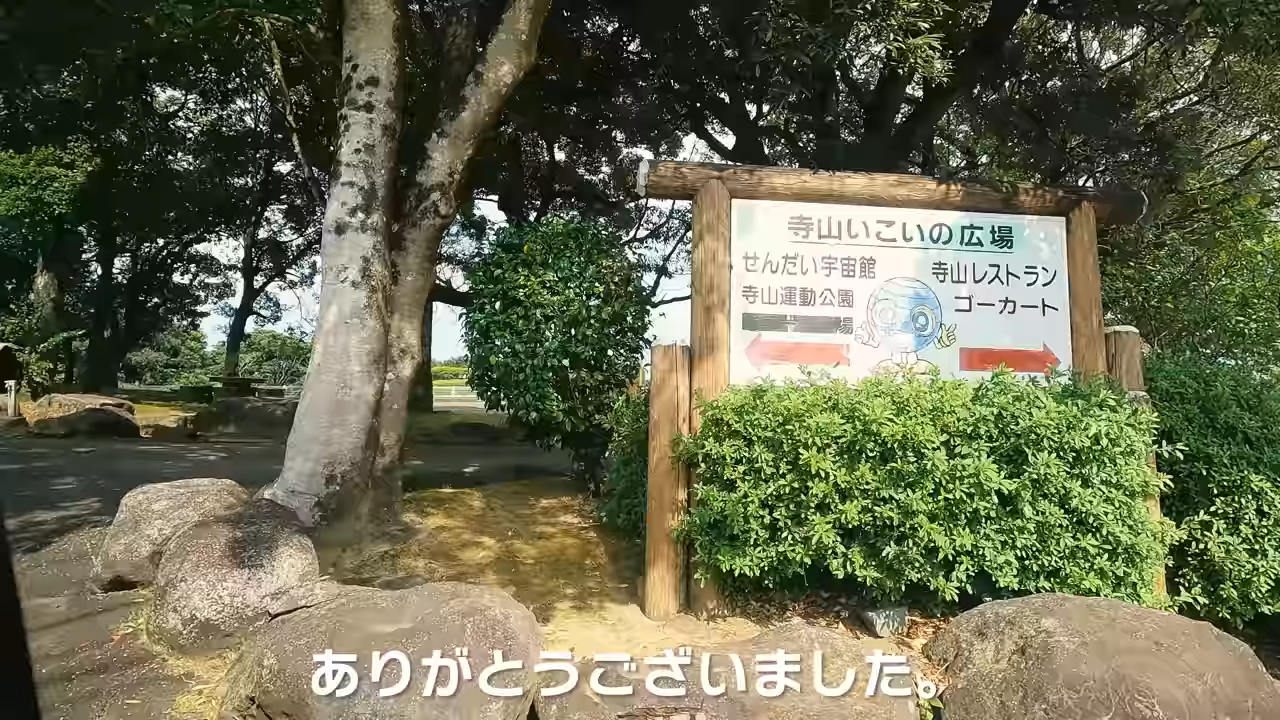 寺山いこいの広場
せんだい宇宙館
寺山運動公園
場
寺山レストラン
ゴーカート
ありがとうございました。